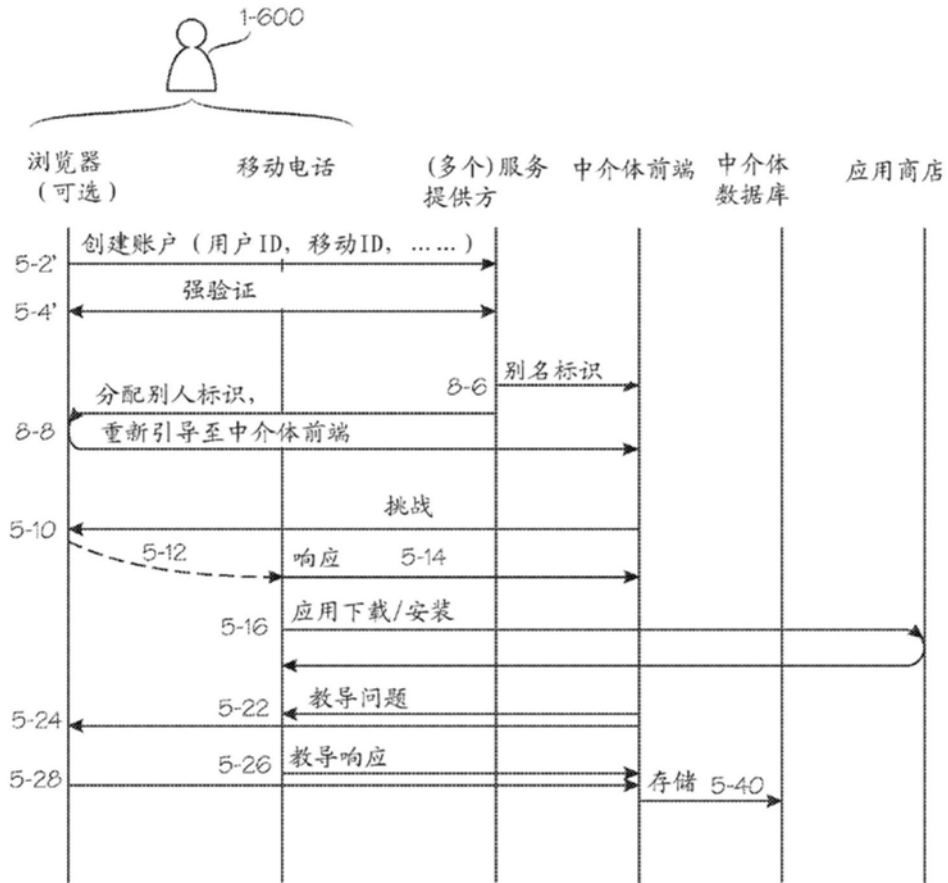 1-600
浏览器
(可选)
移动电话
(多个)服务
提供方
中介体前端
中介体
数据库
应用商店
创建账户(用户ID, 移动ID, ……)
5-2'
强验证
5-4'
别名标识
8-6
分配别人标识,
8-8
重新引导至中介体前端
挑战
5-10
5-12
响应
5-14
应用下载/安装
5-16
教导问题
5-22
5-24
教导响应
5-26
5-28
存储
5-40